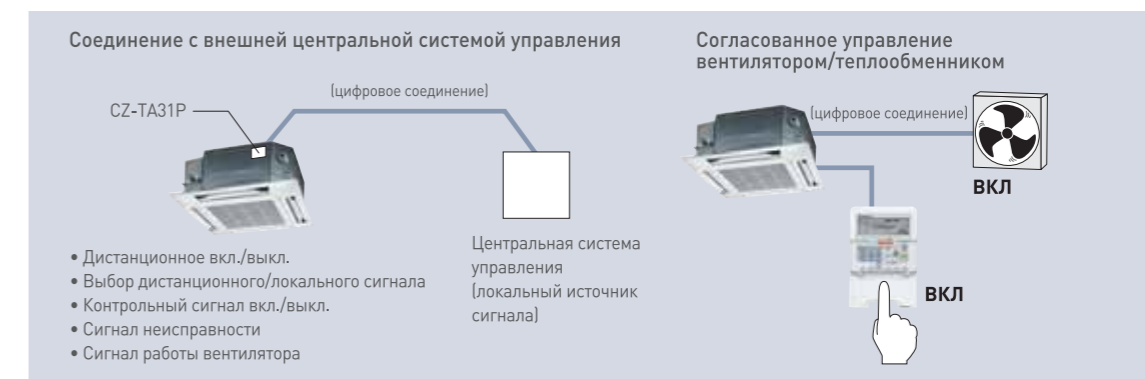 Соединение с внешней центральной системой управления
(цифровое соединение)
CZ-TA31P
• Дистанционное вкл./выкл.
• Выбор дистанционного/локального сигнала
• Контрольный сигнал вкл./выкл.
• Сигнал неисправности
• Сигнал работы вентилятора
Центральная система
управления
(локальный источник
сигнала)
Согласованное управление
вентилятором/теплообменником
(цифровое соединение)
ВКЛ
ВКЛ